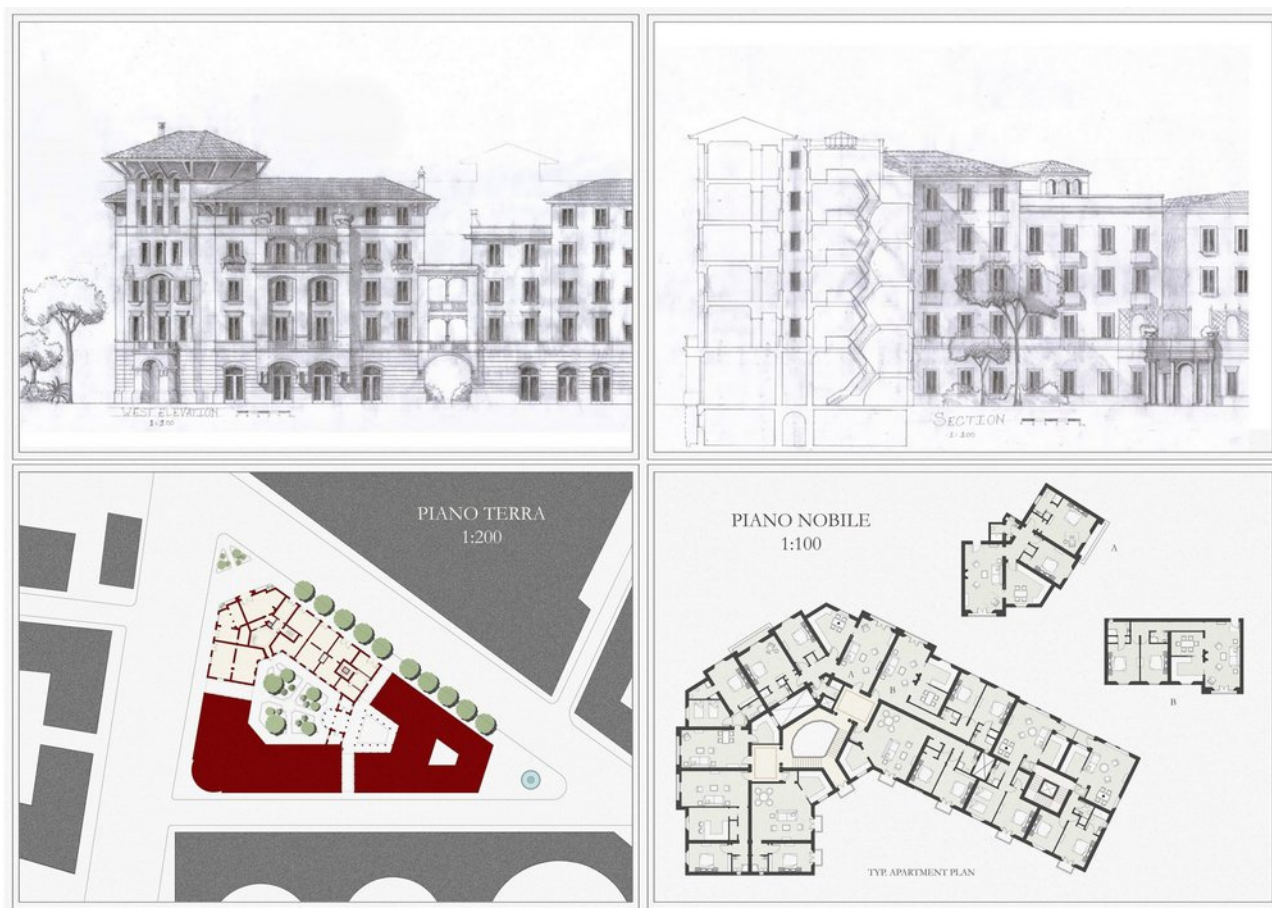 WEST ELEVATION
1:200
SECTION
1:200
PIANO TERRA
1:200
PIANO NOBILE
1:100
A
B
A
B
TYP. APARTMENT PLAN